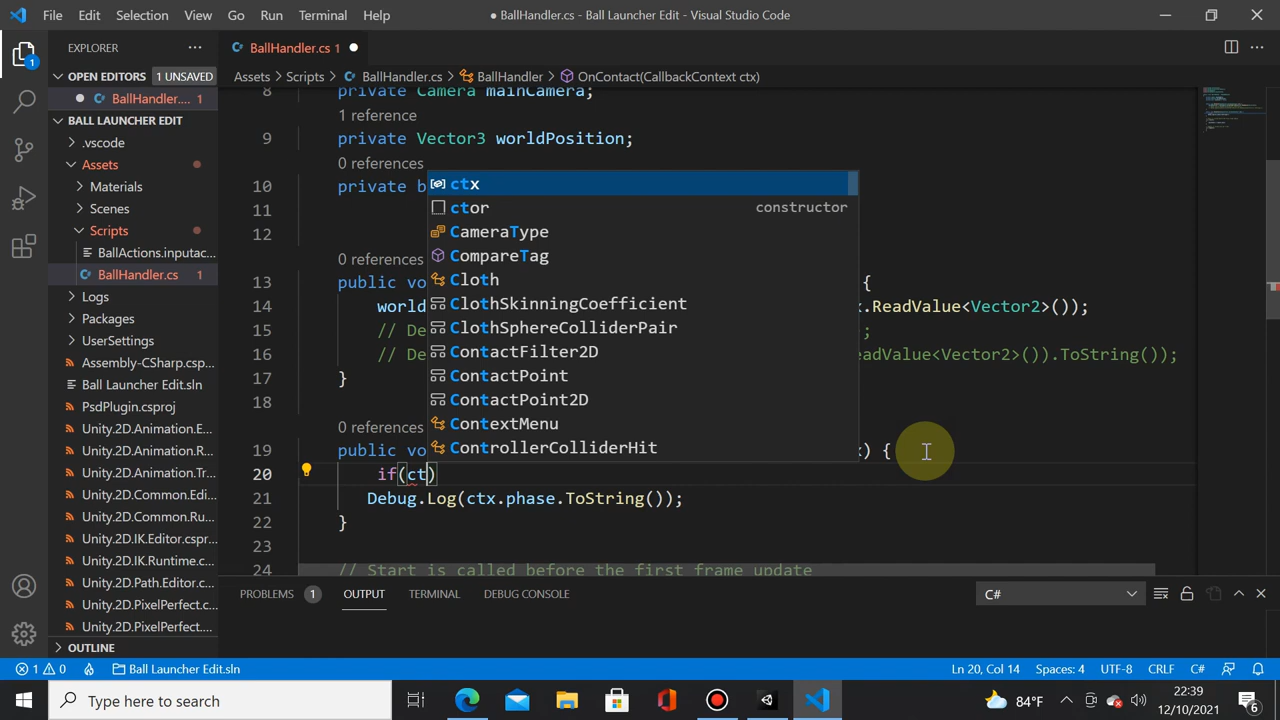 File Edit Selection View Go Run Terminal Help
● BallHandler.cs - Ball Launcher Edit - Visual Studio Code
EXPLORER
OPEN EDITORS 1 UNSAVED
BallHandler.... 1
BALL LAUNCHER EDIT
.vscode
Assets
Materials
Scenes
Scripts
BallActions.inputac...
BallHandler.cs 1
Logs
Packages
UserSettings
Assembly-CSharp.csp...
Ball Launcher Edit.sln
PsdPlugin.csproj
Unity.2D.Animation.E...
Unity.2D.Animation.R...
Unity.2D.Animation.Tr...
Unity.2D.Common.Edi...
Unity.2D.Common.Ru...
Unity.2D.IK.Editor.cspr...
Unity.2D.IK.Runtime.c...
Unity.2D.Path.Editor.c...
Unity.2D.PixelPerfect.c...
Unity.2D.PixelPerfect....
OUTLINE
1
BallHandler.cs 1
Assets > Scripts > BallHandler.cs > BallHandler > OnContact(CallbackContext ctx)
8 private Camera mainCamera;
1 reference
9 private Vector3 worldPosition;
0 references
10 private b
11
12
0 references
13 public vo {
14 world x.ReadValue<Vector2>());
15 // De ;
16 // De eadValue<Vector2>()).ToString());
17 }
18
0 references
19 public vo x) {
20 if(ct)
21 Debug.Log(ctx.phase.ToString());
22 }
23
24 // Start is called before the first frame update
ctx
ctor constructor
CameraType
CompareTag
Cloth
ClothSkinningCoefficient
ClothSphereColliderPair
ContactFilter2D
ContactPoint
ContactPoint2D
ContextMenu
ControllerColliderHit
PROBLEMS 1 OUTPUT TERMINAL DEBUG CONSOLE
C#
1 0 Ball Launcher Edit.sln
Ln 20, Col 14 Spaces: 4 UTF-8 CRLF C#
Type here to search
84°F
22:39
12/10/2021
6